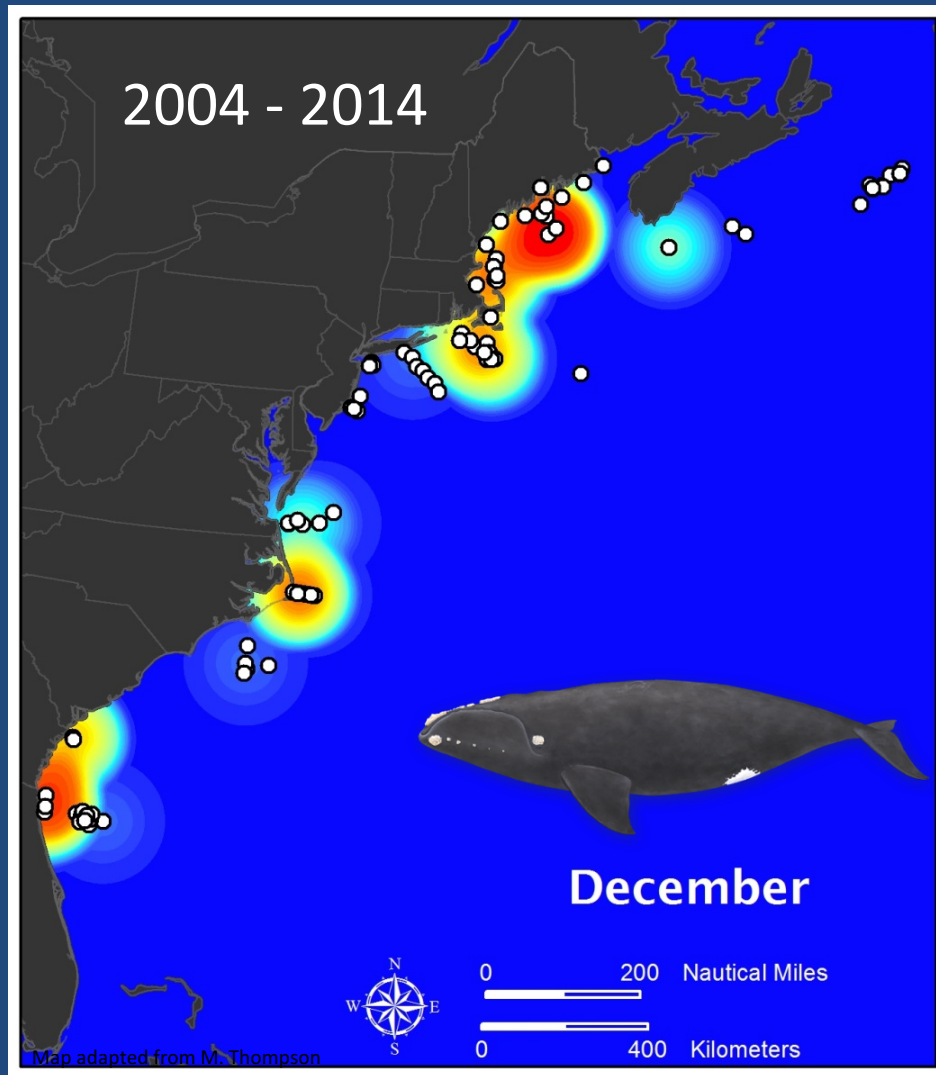 2004 - 2014
December
N
W E
S
0 200 Nautical Miles
0 400 Kilometers
Map adapted from M. Thompson